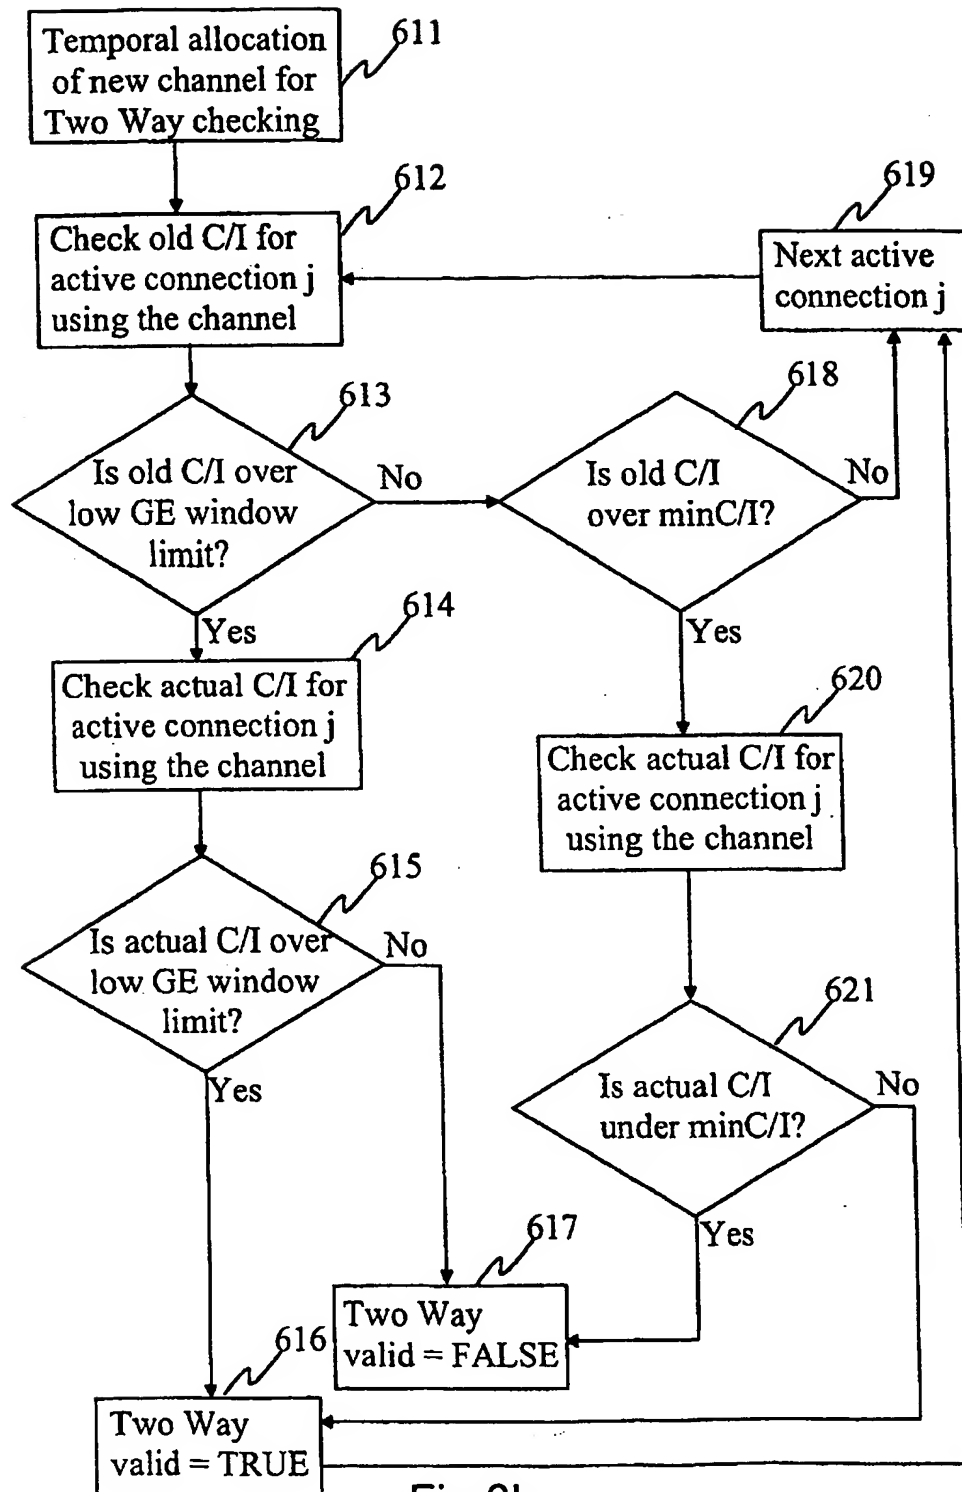 611
Temporal allocation
of new channel for
Two Way checking
612
Check old C/I for
active connection j
using the channel
619
Next active
connection j
613
Is old C/I over
low GE window
limit?
No
Yes
618
Is old C/I
over minC/I?
No
Yes
614
Check actual C/I for
active connection j
using the channel
620
Check actual C/I for
active connection j
using the channel
615
Is actual C/I over
low GE window
limit?
No
Yes
621
Is actual C/I
under minC/I?
No
Yes
617
Two Way
valid = FALSE
616
Two Way
valid = TRUE